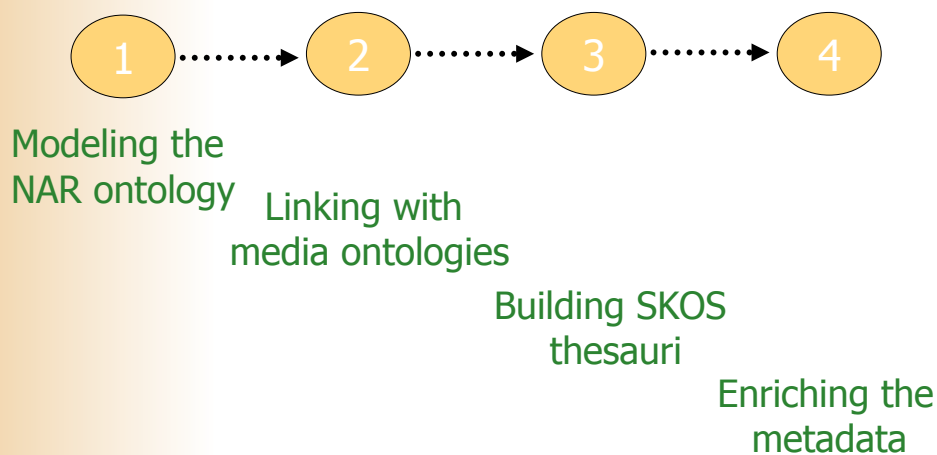 1 2 3 4
Modeling the
NAR ontology
Linking with
media ontologies
Building SKOS
thesauri
Enriching the
metadata